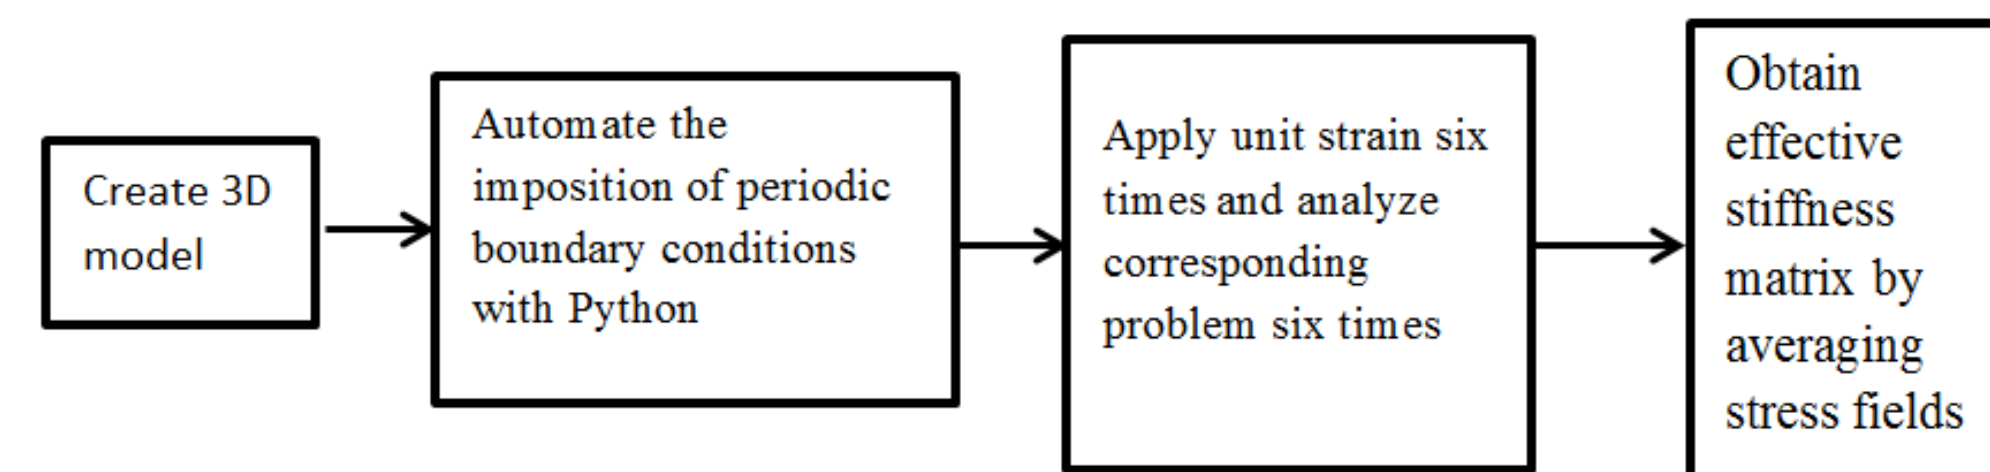 Create 3D
model
Automate the
imposition of periodic
boundary conditions
with Python
Apply unit strain six
times and analyze
corresponding
problem six times
Obtain
effective
stiffness
matrix by
averaging
stress fields